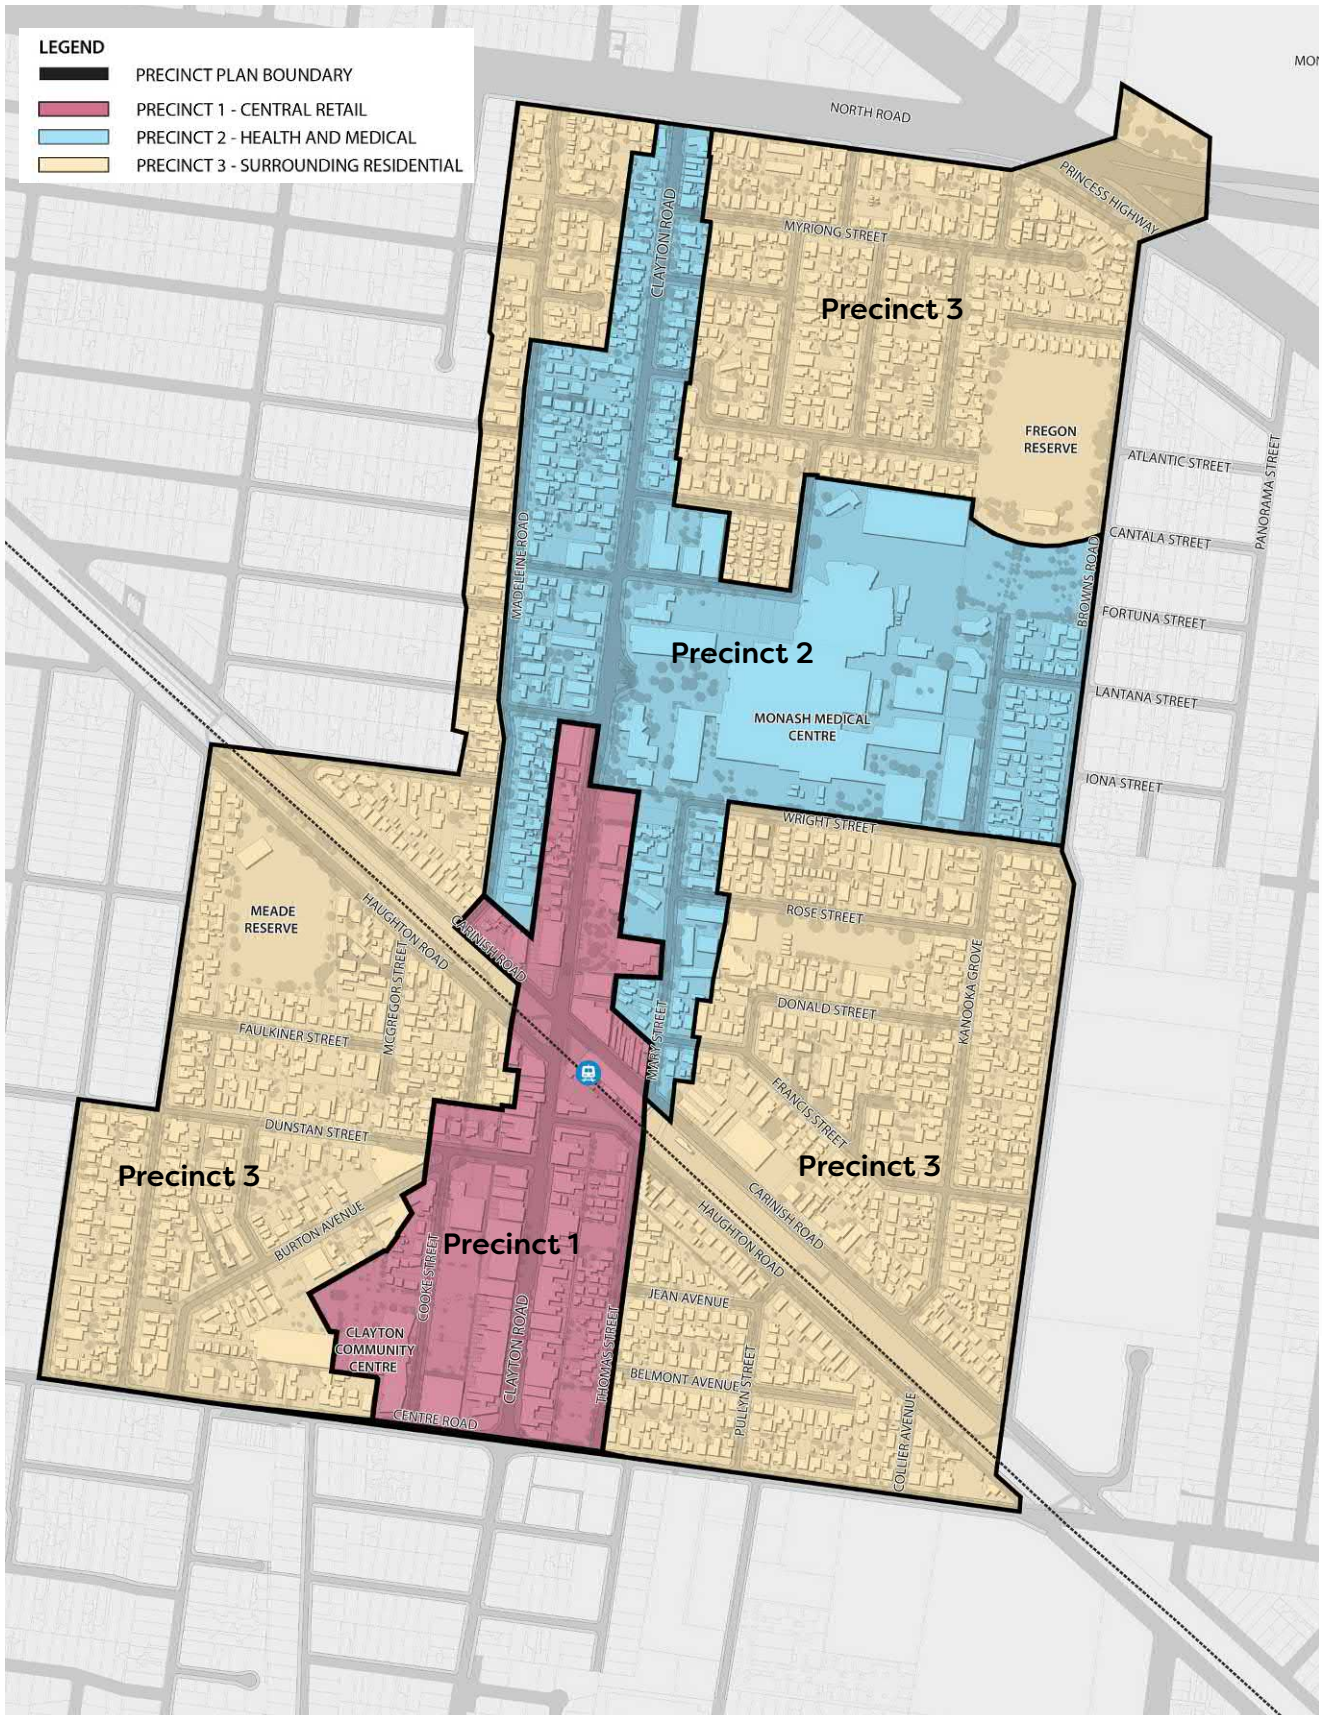 LEGEND
PRECINCT PLAN BOUNDARY
PRECINCT 1 - CENTRAL RETAIL
PRECINCT 2 - HEALTH AND MEDICAL
PRECINCT 3 - SURROUNDING RESIDENTIAL
MON
NORTH ROAD
PRINCESS HIGHWAY
CLAYTON ROAD
MYRIONG STREET
Precinct 3
FREGON
RESERVE
ATLANTIC STREET
PANORAMA STREET
CANTALA STREET
MADELEINE ROAD
BROWNS ROAD
FORTUNA STREET
Precinct 2
LANTANA STREET
MONASH MEDICAL
CENTRE
IONA STREET
WRIGHT STREET
MEADE
RESERVE
HAUGHTON ROAD
CARINISH ROAD
ROSE STREET
MCGREGOR STREET
KANOOKA GROVE
DONALD STREET
FAULKINER STREET
MARY STREET
FRANCIS STREET
DUNSTAN STREET
Precinct 3
Precinct 3
CARINISH ROAD
BURTON AVENUE
HAUGHTON ROAD
Precinct 1
COOKE STREET
JEAN AVENUE
CLAYTON
COMMUNITY
CENTRE
CLAYTON ROAD
THOMAS STREET
BELMONT AVENUE
PULLYN STREET
COLLIER AVENUE
CENTRE ROAD